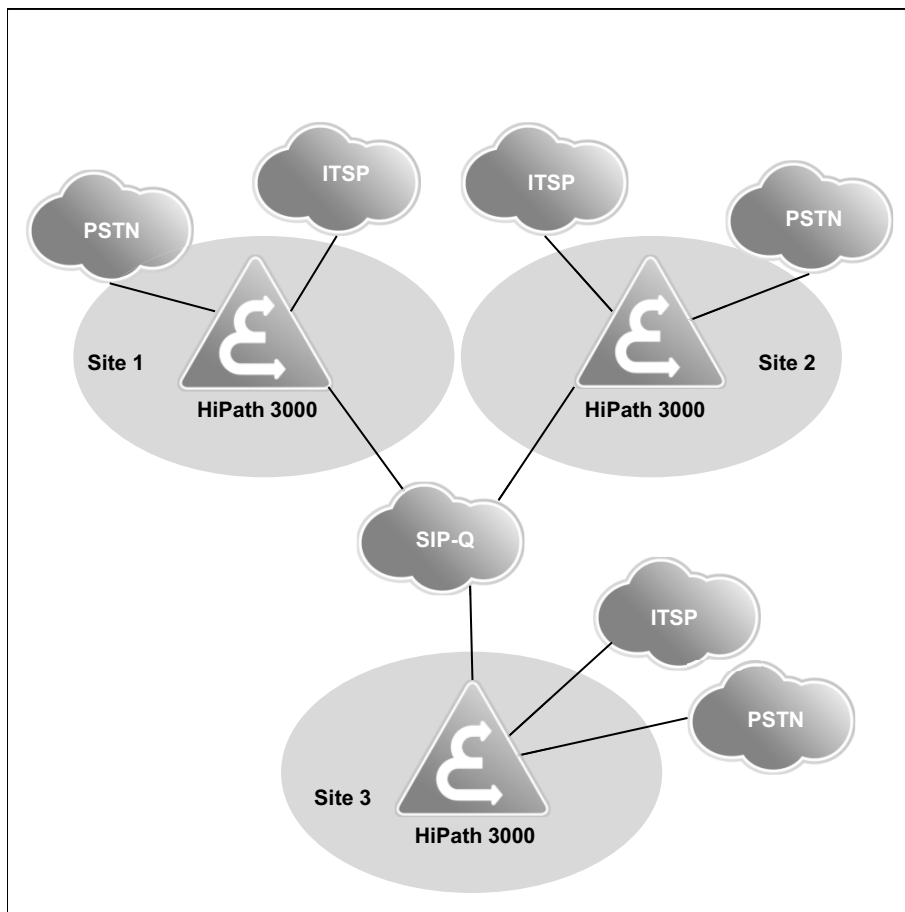 ITSP
ITSP
PSTN
PSTN
Site 1
Site 2
HiPath 3000
HiPath 3000
SIP-Q
ITSP
PSTN
Site 3
HiPath 3000